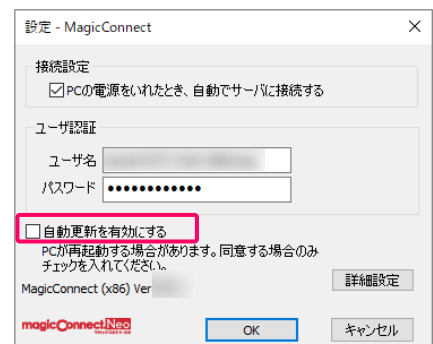 設定 - MagicConnect
接続設定
PCの電源をいれたとき、自動でサーバに接続する
ユーザ認証
ユーザ名
パスワード ●●●●●●●●●●●●
自動更新を有効にする
PCが再起動する場合があります。同意する場合のみ
チェックを入れてください。
MagicConnect (x86) Ver
詳細設定
magicConnect Neo
OK
キャンセル